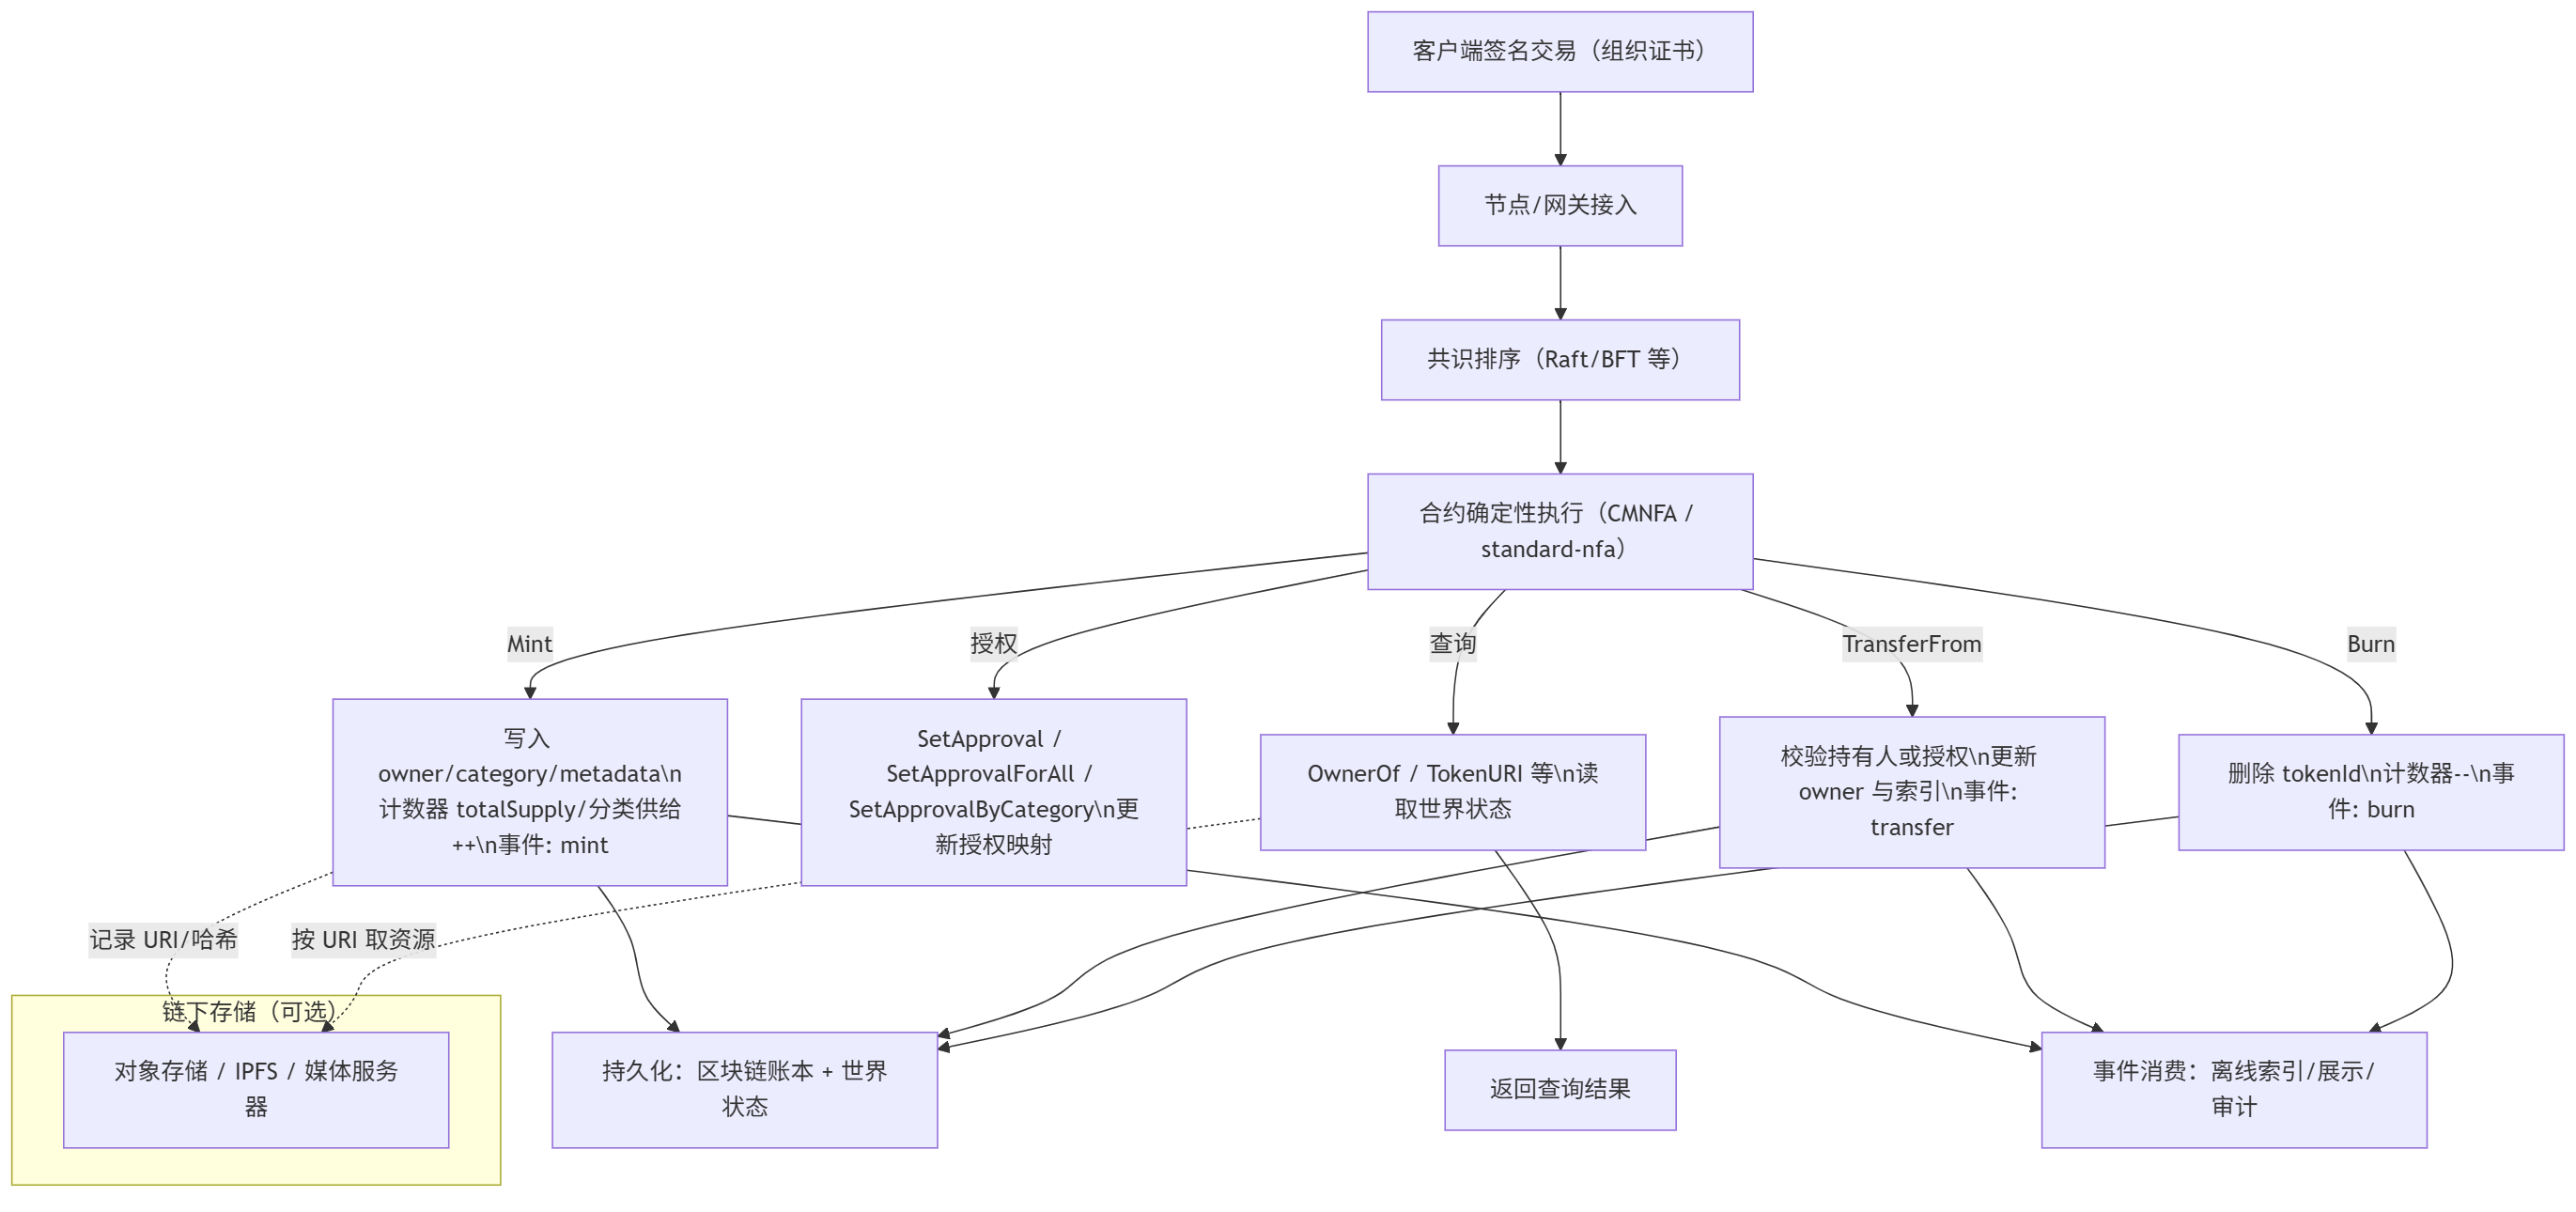 客户端签名交易（组织证书）
节点/网关接入
共识排序（Raft/BFT 等）
合约确定性执行（CMNFA /
standard-nfa）
Mint
授权
查询
TransferFrom
Burn
写入
owner/category/metadata\n
计数器 totalSupply/分类供给
++\n事件: mint
SetApproval /
SetApprovalForAll /
SetApprovalByCategory\n更
新授权映射
OwnerOf / TokenURI 等\n读
取世界状态
校验持有人或授权\n更新
owner 与索引\n事件:
transfer
删除 tokenId\n计数器--\n事
件: burn
记录 URI/哈希
按 URI 取资源
链下存储（可选）
对象存储 / IPFS / 媒体服务
器
持久化：区块链账本 + 世界
状态
返回查询结果
事件消费：离线索引/展示/
审计